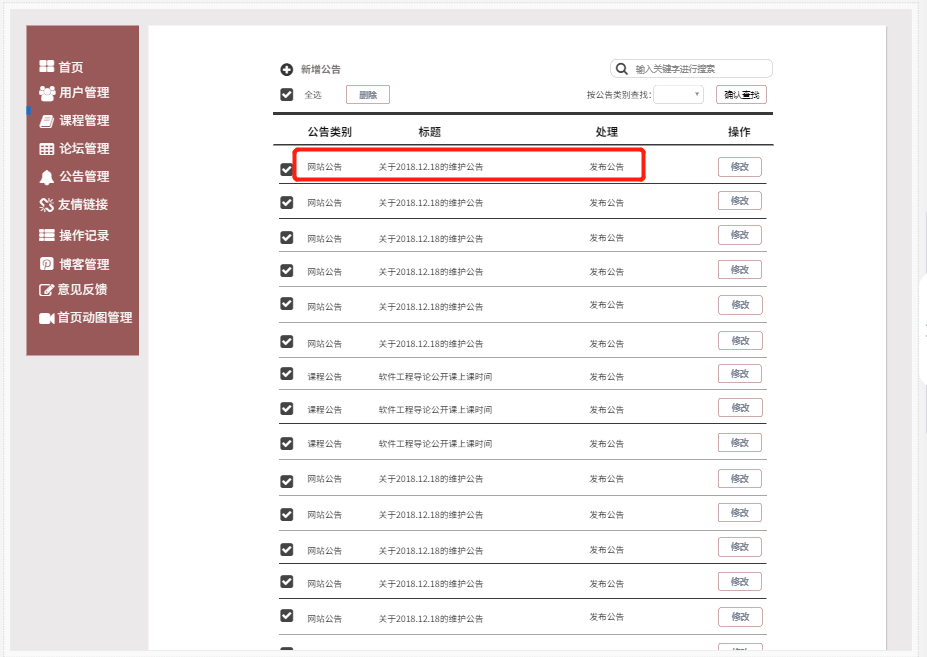 首页
用户管理
课程管理
论坛管理
公告管理
友情链接
操作记录
博客管理
意见反馈
首页动图管理
新增公告
输入关键字进行搜索
全选 删除 按公告类别查找: 确认查找
公告类别 标题 处理 操作
网站公告 关于2018.12.18的维护公告 发布公告 修改
网站公告 关于2018.12.18的维护公告 发布公告 修改
网站公告 关于2018.12.18的维护公告 发布公告 修改
网站公告 关于2018.12.18的维护公告 发布公告 修改
网站公告 关于2018.12.18的维护公告 发布公告 修改
网站公告 关于2018.12.18的维护公告 发布公告 修改
课程公告 软件工程导论公开课上课时间 发布公告 修改
课程公告 软件工程导论公开课上课时间 发布公告 修改
课程公告 软件工程导论公开课上课时间 发布公告 修改
网站公告 关于2018.12.18的维护公告 发布公告 修改
网站公告 关于2018.12.18的维护公告 发布公告 修改
网站公告 关于2018.12.18的维护公告 发布公告 修改
网站公告 关于2018.12.18的维护公告 发布公告 修改
网站公告 关于2018.12.18的维护公告 发布公告 修改